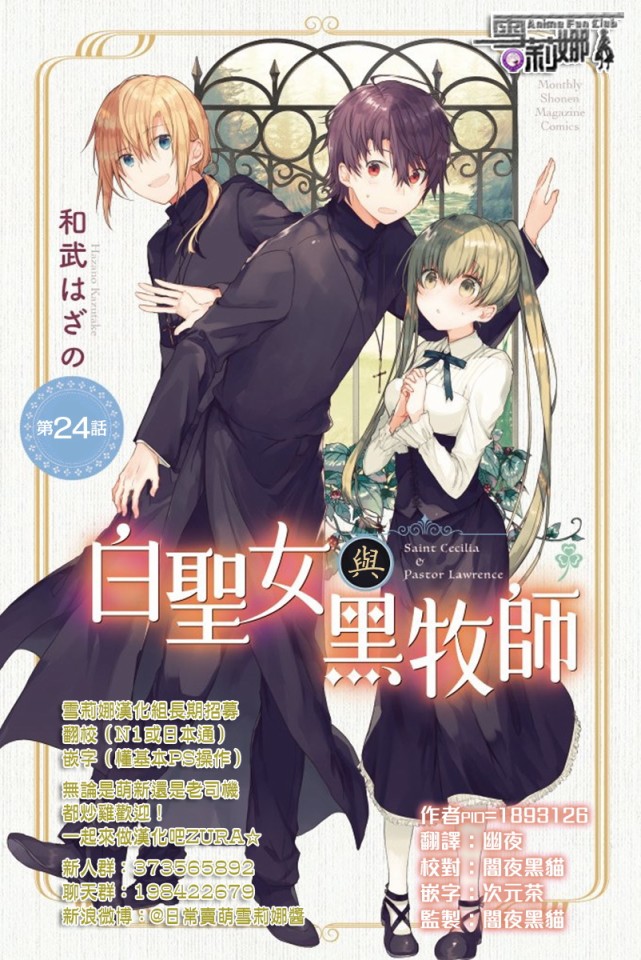 Anime Fan Club
雪莉娜
Monthly
Shonen
Magazine
Comics
和武はざの
Hazano Kazutake
第24話
白聖女
與
黒牧師
Saint Cecilia
&
Pastor Lawrence
雪莉娜漢化組長期招募
翻校（N1或日本通）
嵌字（懂基本PS操作）
無論是萌新還是老司機
都炒雞歡迎！
一起來做漢化吧ZURA☆
新人群：373565892
聊天群：198422679
新浪微博：@日常賣萌雪莉娜醬
作者PID=1893126
翻譯：幽夜
校對：闇夜黑貓
嵌字：次元茶
監製：闇夜黑貓